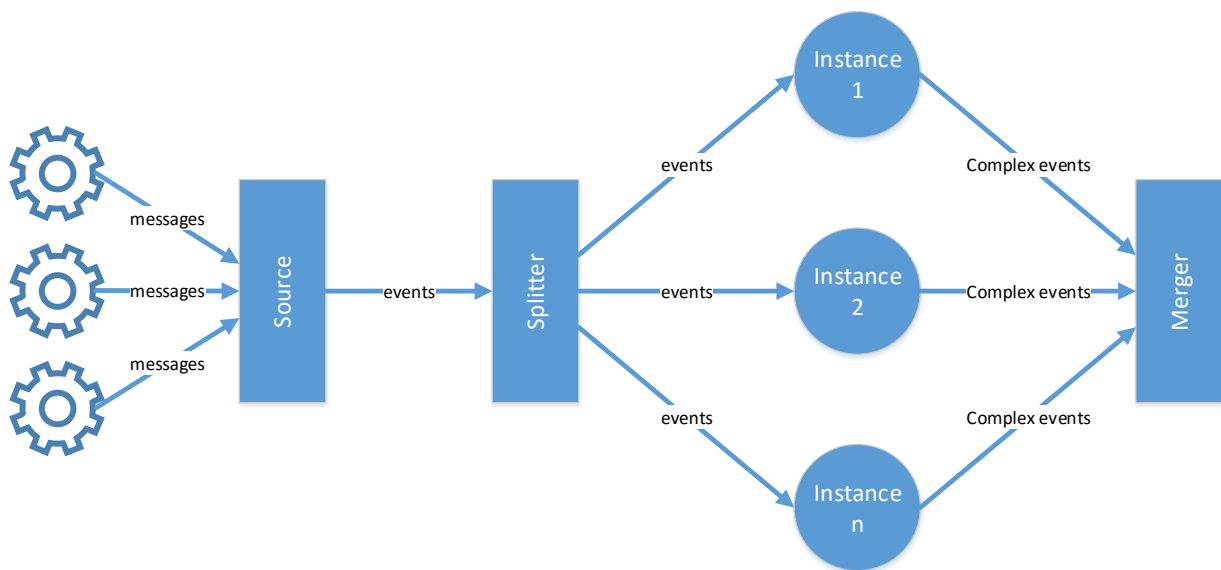 messages
messages
messages
Source
events
Splitter
events
events
events
Instance
1
Instance
2
Instance
n
Complex events
Complex events
Complex events
Merger